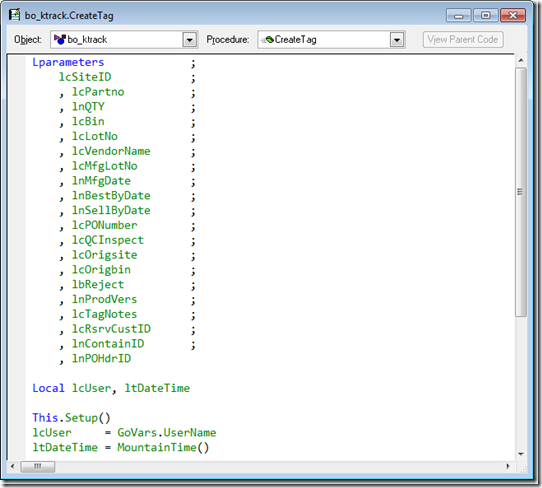 bo_ktrack.CreateTag
Object: bo_ktrack Procedure: CreateTag View Parent Code
Lparameters ;
lcSiteID ;
, lcPartno ;
, lnQTY ;
, lcBin ;
, lcLotNo ;
, lcVendorName ;
, lcMfgLotNo ;
, lnMfgDate ;
, lnBestByDate ;
, lnSellByDate ;
, lcPONumber ;
, lcQCInspect ;
, lcOrigsite ;
, lcOrigbin ;
, lbReject ;
, lnProdVers ;
, lcTagNotes ;
, lcRsrvCustID ;
, lnContainID ;
, lnPOHdrID
Local lcUser, ltDateTime
This.Setup()
lcUser = GoVars.UserName
ltDateTime = MountainTime()